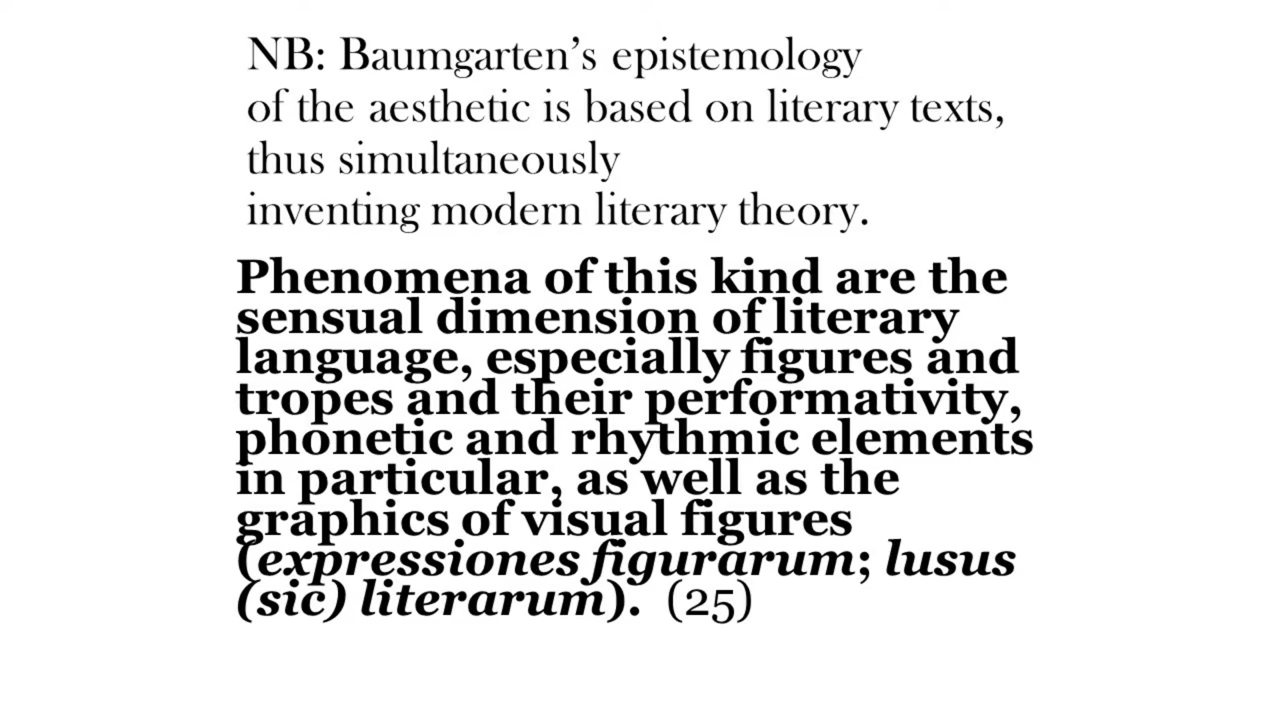 NB: Baumgarten’s epistemology
of the aesthetic is based on literary texts,
thus simultaneously
inventing modern literary theory.
Phenomena of this kind are the
sensual dimension of literary
language, especially figures and
tropes and their performativity,
phonetic and rhythmic elements
in particular, as well as the
graphics of visual figures
(expressiones figurarum; lusus
(sic) literarum). (25)